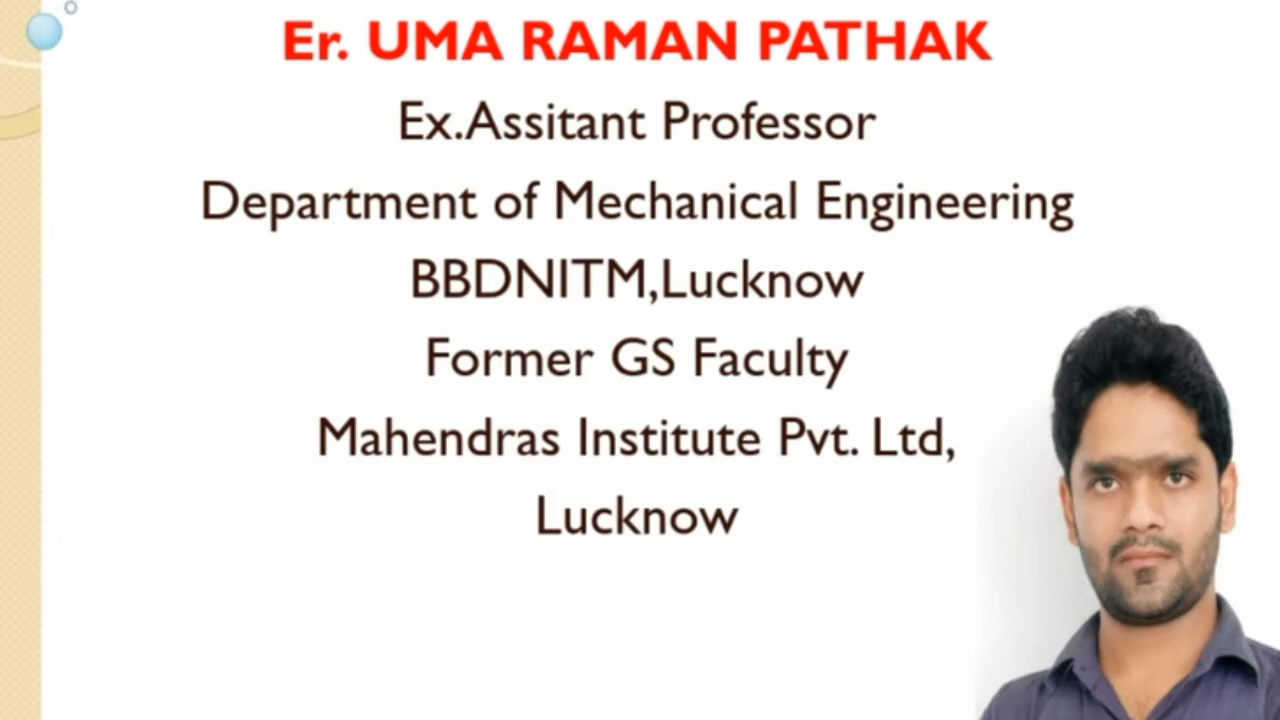 Er. UMA RAMAN PATHAK
Ex.Assitant Professor
Department of Mechanical Engineering
BBDNITM,Lucknow
Former GS Faculty
Mahendras Institute Pvt. Ltd,
Lucknow